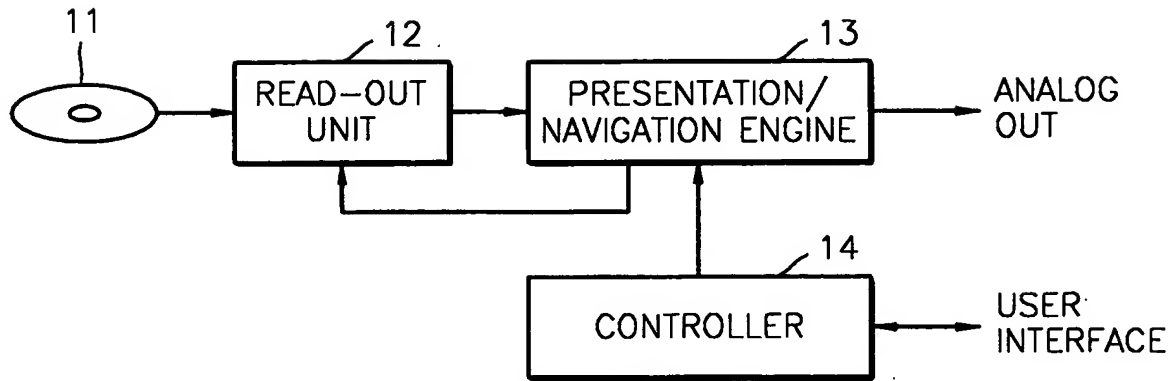 11
12
13
READ-OUT
UNIT
PRESENTATION/
NAVIGATION ENGINE
ANALOG
OUT
14
CONTROLLER
USER
INTERFACE